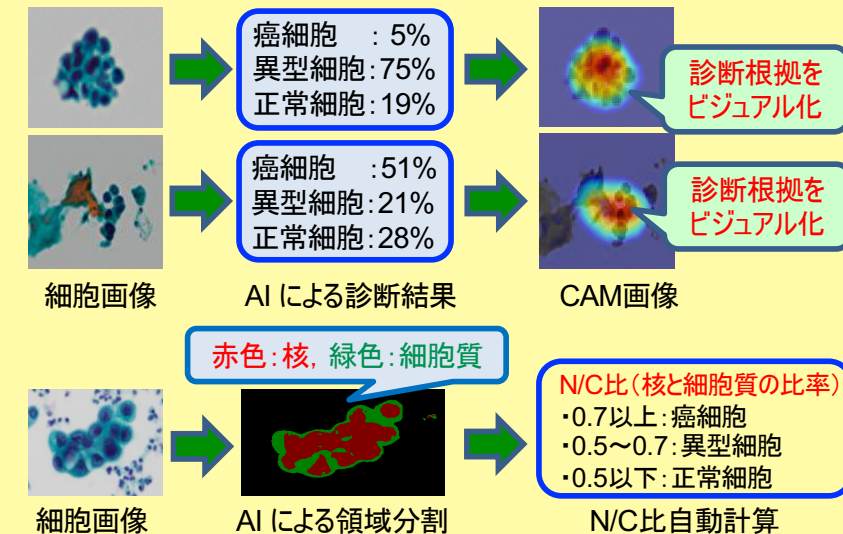 癌細胞　：5%
異型細胞：75%
正常細胞：19%
診断根拠を
ビジュアル化
癌細胞　：51%
異型細胞：21%
正常細胞：28%
診断根拠を
ビジュアル化
細胞画像
AI による診断結果
CAM画像
赤色：核，緑色：細胞質
N/C比（核と細胞質の比率）
・0.7以上：癌細胞
・0.5～0.7：異型細胞
・0.5以下：正常細胞
細胞画像
AI による領域分割
N/C比自動計算